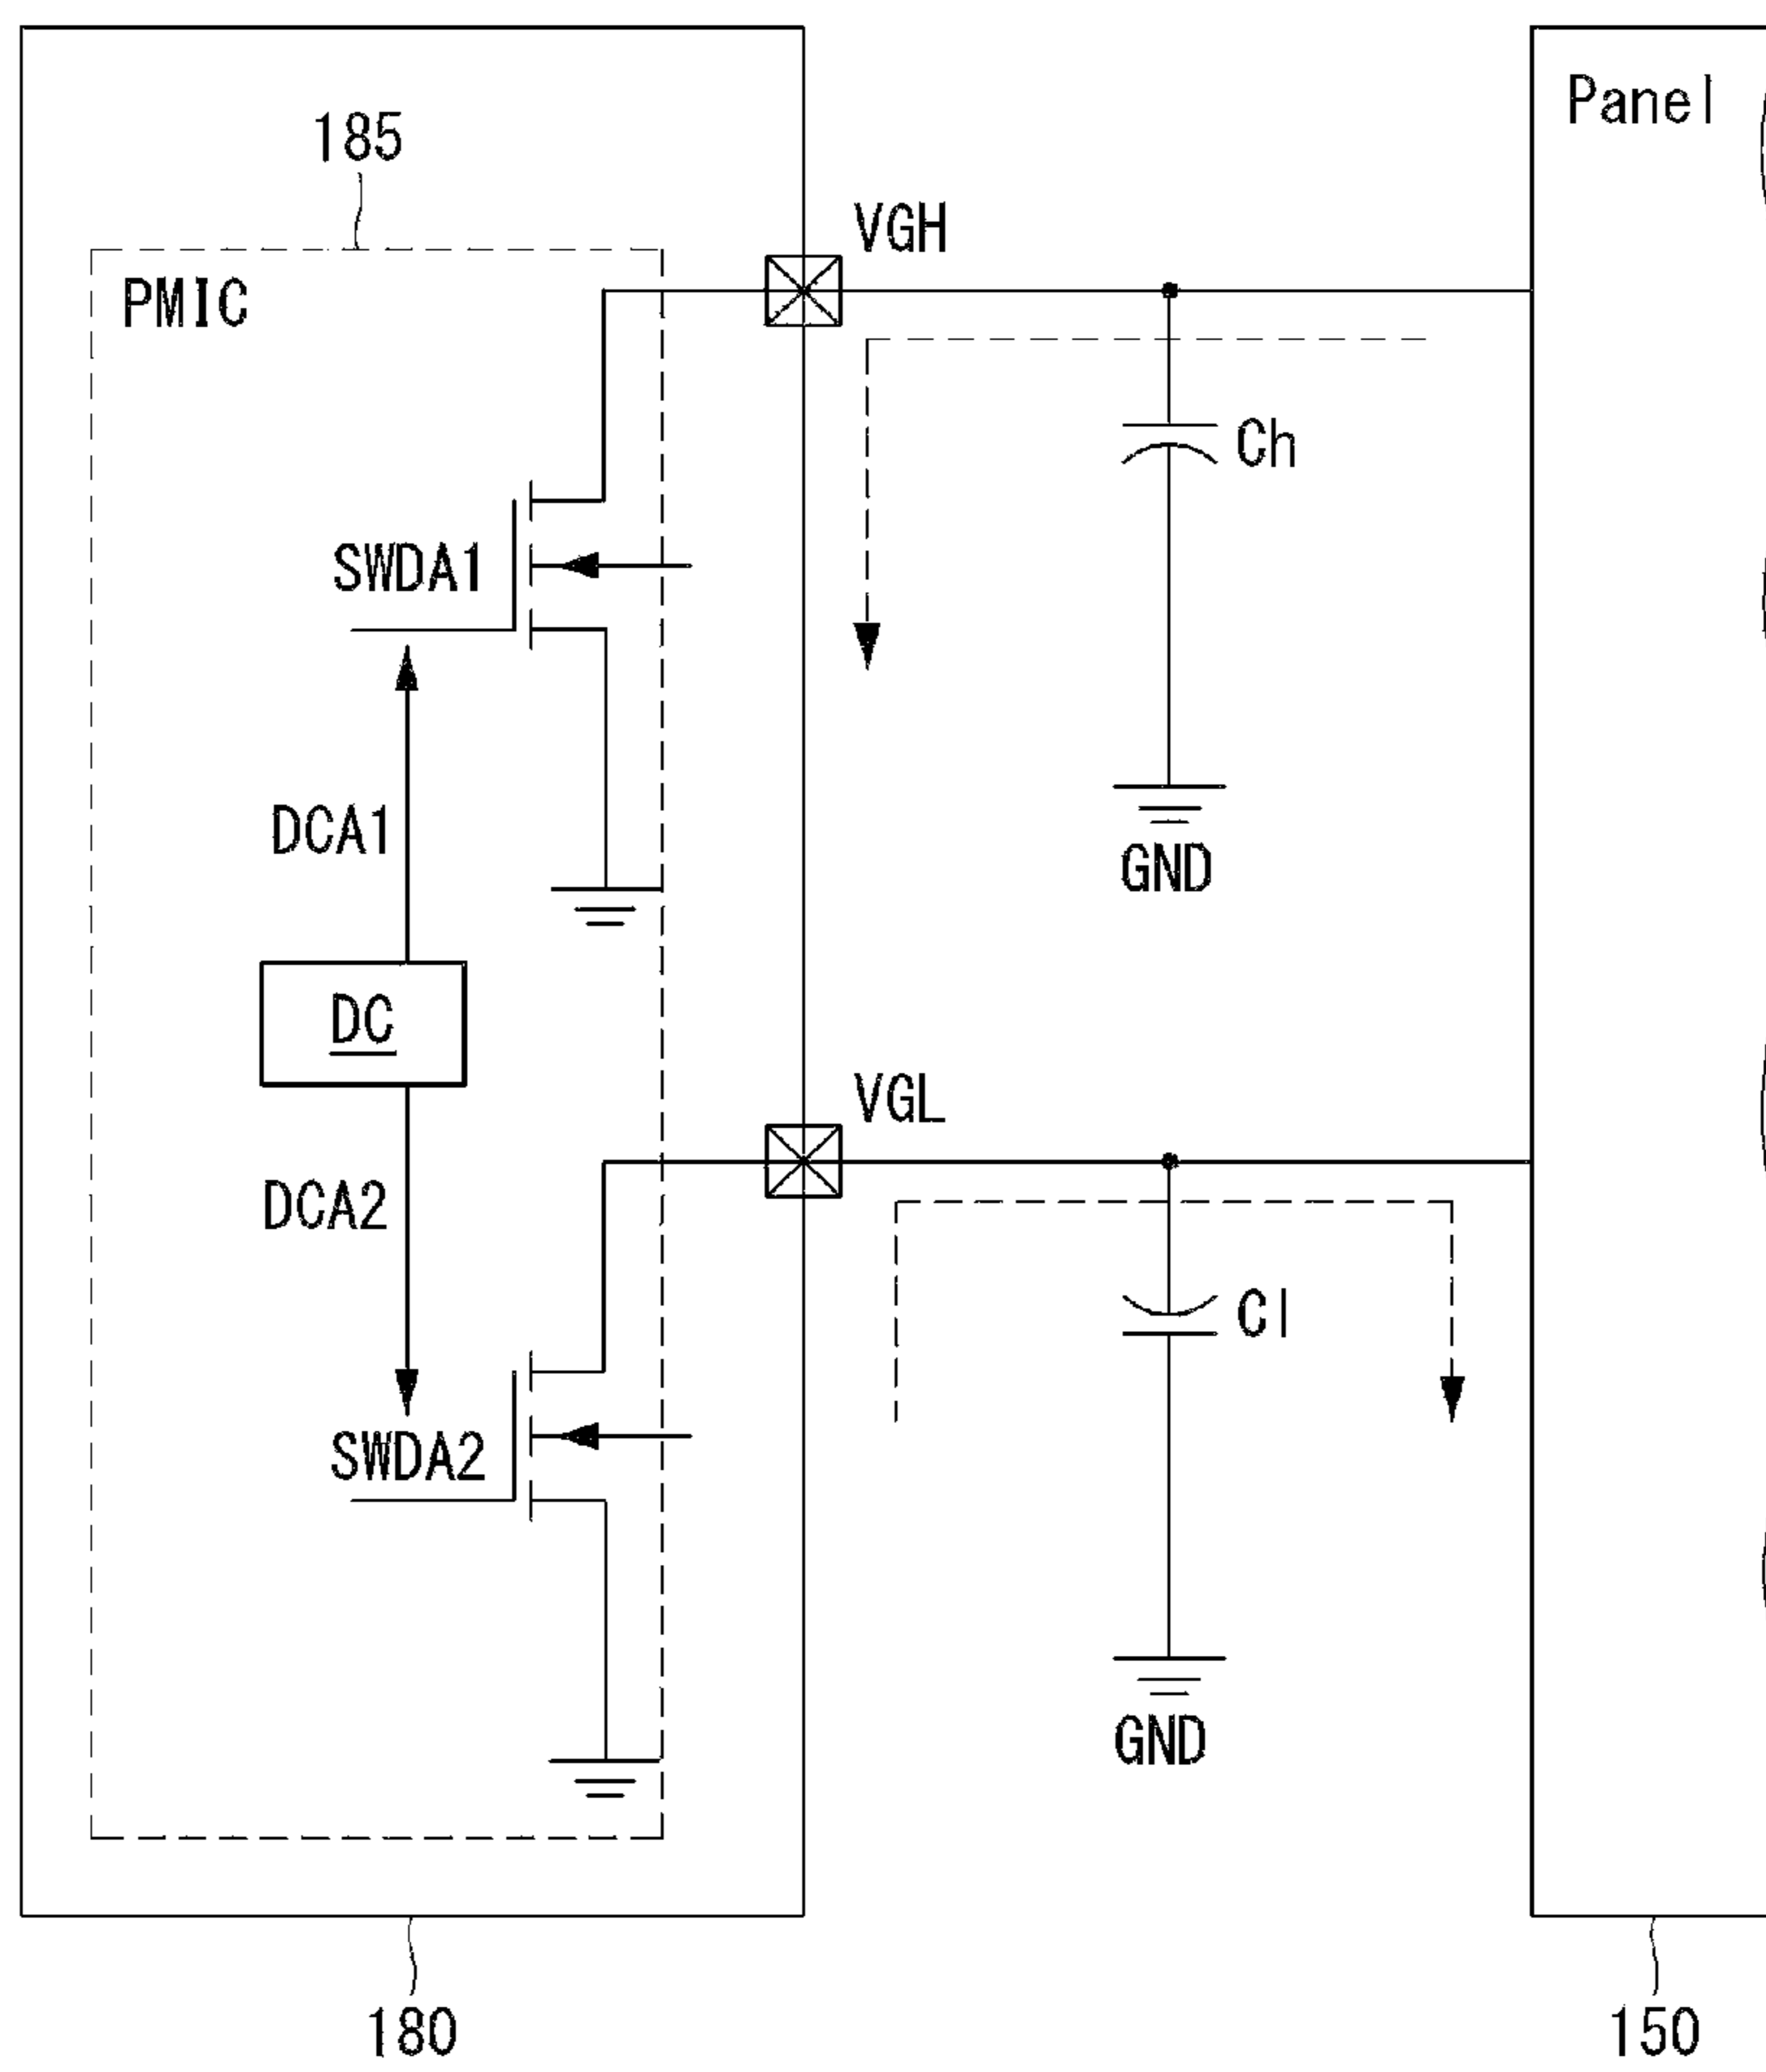 Panel
185
VGH
PMIC
Ch
SWDA1
DCA1
GND
DC
VGL
DCA2
Cl
SWDA2
GND
180
150